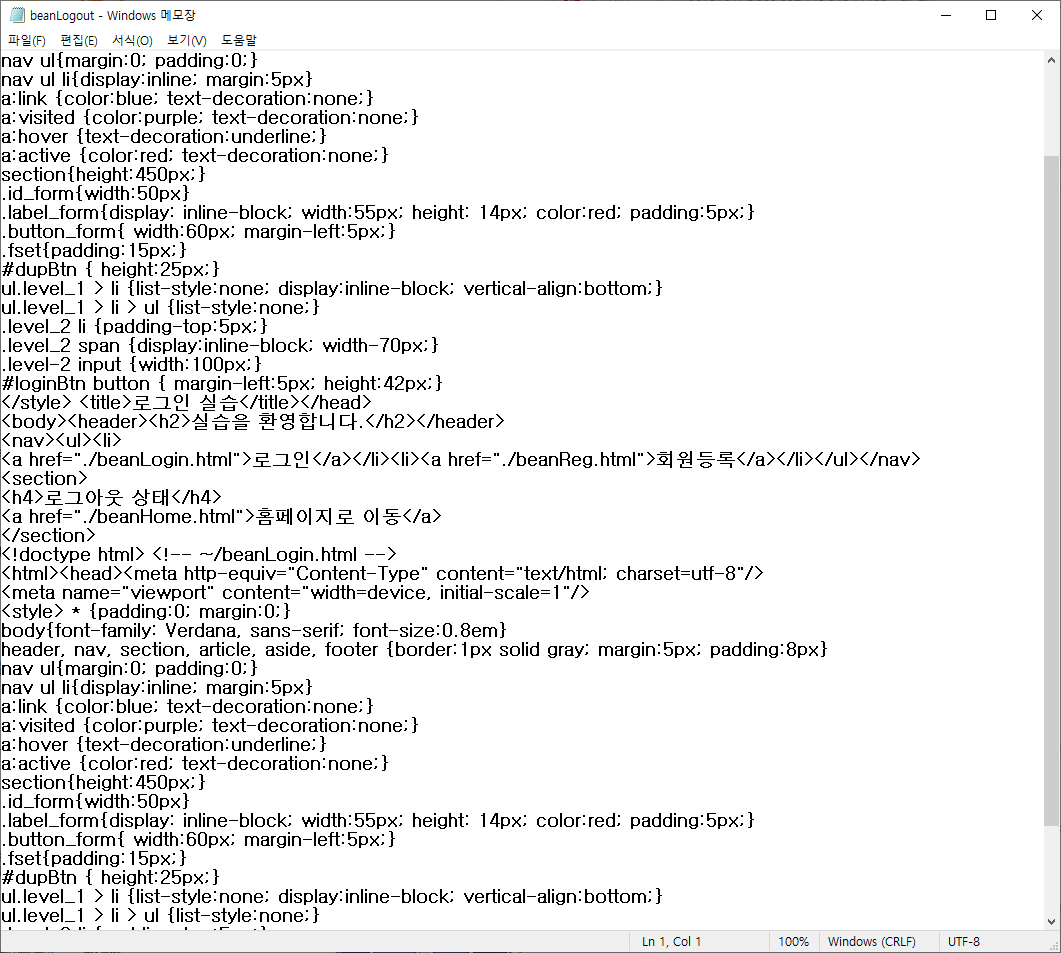 beanLogout - Windows 메모장
파일(F) 편집(E) 서식(O) 보기(V) 도움말
nav ul{margin:0; padding:0;}
nav ul li{display:inline; margin:5px}
a:link {color:blue; text-decoration:none;}
a:visited {color:purple; text-decoration:none;}
a:hover {text-decoration:underline;}
a:active {color:red; text-decoration:none;}
section{height:450px;}
.id_form{width:50px}
.label_form{display: inline-block; width:55px; height: 14px; color:red; padding:5px;}
.button_form{ width:60px; margin-left:5px;}
.fset{padding:15px;}
#dupBtn { height:25px;}
ul.level_1 > li {list-style:none; display:inline-block; vertical-align:bottom;}
ul.level_1 > li > ul {list-style:none;}
.level_2 li {padding-top:5px;}
.level_2 span {display:inline-block; width-70px;}
.level-2 input {width:100px;}
#loginBtn button { margin-left:5px; height:42px;}
</style> <title>로그인 실습</title></head>
<body><header><h2>실습을 환영합니다.</h2></header>
<nav><ul><li>
<a href="./beanLogin.html">로그인</a></li><li><a href="./beanReg.html">회원등록</a></li></ul></nav>
<section>
<h4>로그아웃 상태</h4>
<a href="./beanHome.html">홈페이지로 이동</a>
</section>
<!doctype html> <!-- ~/beanLogin.html -->
<html><head><meta http-equiv="Content-Type" content="text/html; charset=utf-8"/>
<meta name="viewport" content="width=device, initial-scale=1"/>
<style> * {padding:0; margin:0;}
body{font-family: Verdana, sans-serif; font-size:0.8em}
header, nav, section, article, aside, footer {border:1px solid gray; margin:5px; padding:8px}
nav ul{margin:0; padding:0;}
nav ul li{display:inline; margin:5px}
a:link {color:blue; text-decoration:none;}
a:visited {color:purple; text-decoration:none;}
a:hover {text-decoration:underline;}
a:active {color:red; text-decoration:none;}
section{height:450px;}
.id_form{width:50px}
.label_form{display: inline-block; width:55px; height: 14px; color:red; padding:5px;}
.button_form{ width:60px; margin-left:5px;}
.fset{padding:15px;}
#dupBtn { height:25px;}
ul.level_1 > li {list-style:none; display:inline-block; vertical-align:bottom;}
ul.level_1 > li > ul {list-style:none;}
Ln 1, Col 1 100% Windows (CRLF) UTF-8